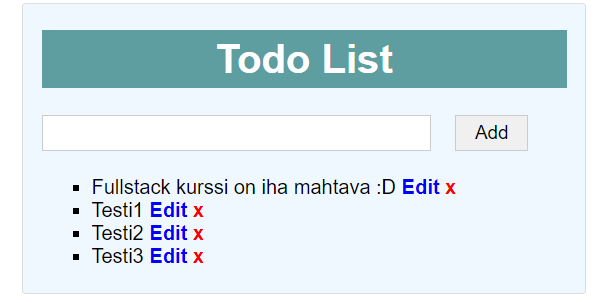 Todo List
Add
Fullstack kurssi on iha mahtava :D Edit x
Testi1 Edit x
Testi2 Edit x
Testi3 Edit x